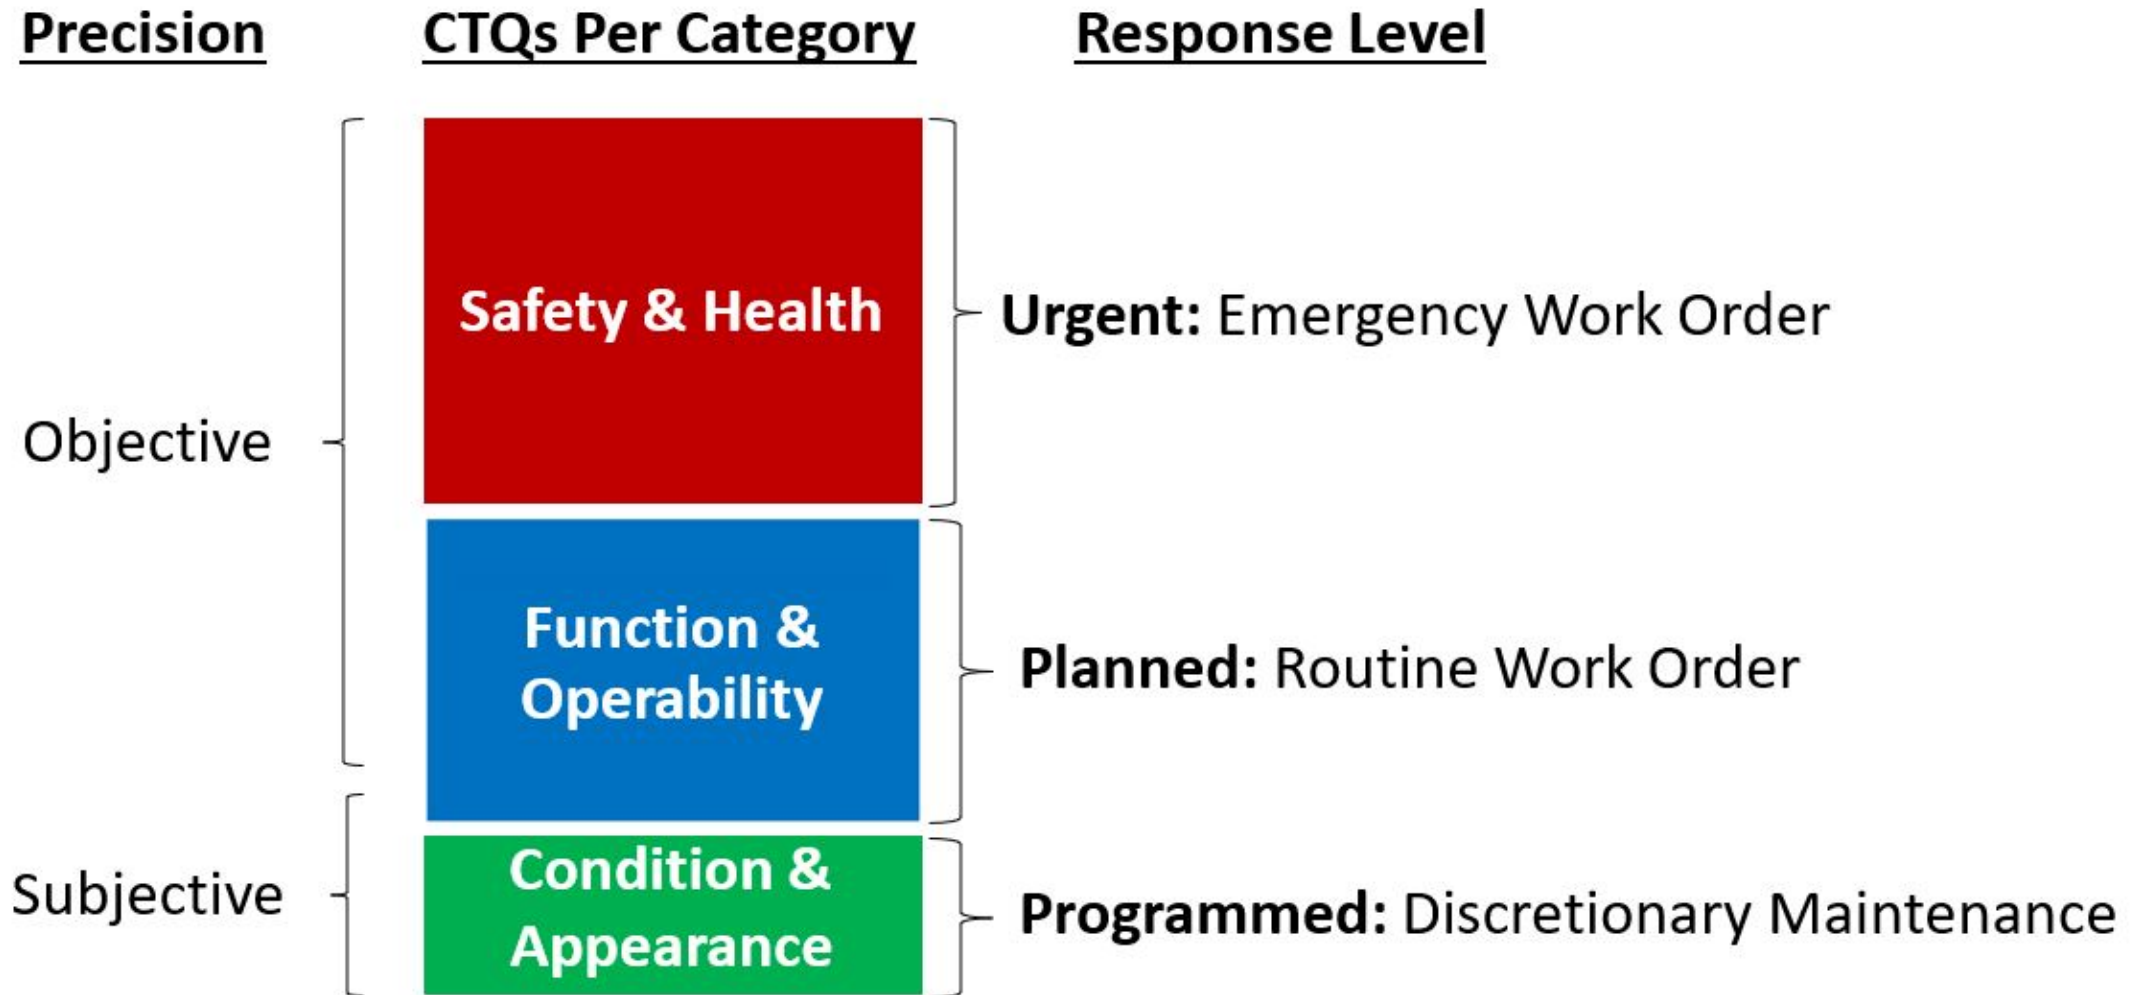 Precision
CTQs Per Category
Response Level
Safety & Health
Urgent: Emergency Work Order
Objective
Function &
Operability
Planned: Routine Work Order
Subjective
Condition &
Appearance
Programmed: Discretionary Maintenance